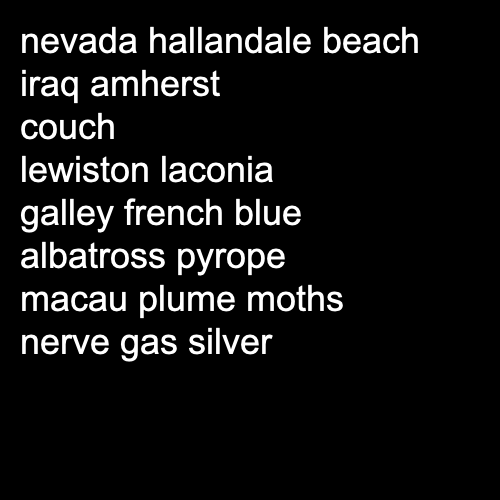 nevada hallandale beach
iraq amherst
couch
lewiston laconia
galley french blue
albatross pyrope
macau plume moths
nerve gas silver